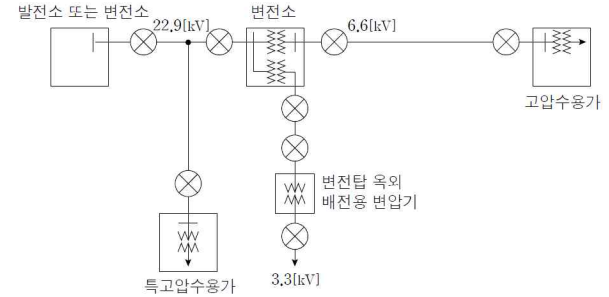 발전소 또는 변전소
변전소
22.9[kV]
6.6[kV]
고압수용가
변전탑 옥외
배전용 변압기
특고압수용가
3.3[kV]